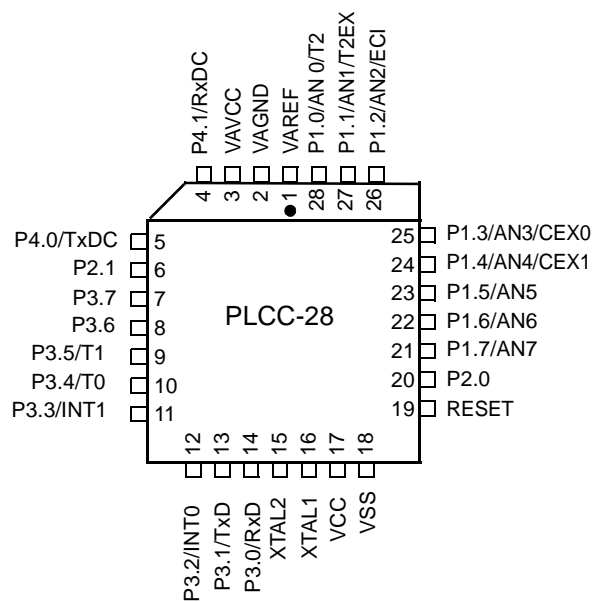 P4.1/RxDC
VAVCC
VAGND
VAREF
P1.0/AN 0/T2
P1.1/AN1/T2EX
P1.2/AN2/ECI
4
3
2
1
28
27
26
P4.0/TxDC 5
P2.1 6
P3.7 7
P3.6 8
P3.5/T1 9
P3.4/T0 10
P3.3/INT1 11
PLCC-28
25 P1.3/AN3/CEX0
24 P1.4/AN4/CEX1
23 P1.5/AN5
22 P1.6/AN6
21 P1.7/AN7
20 P2.0
19 RESET
12
13
14
15
16
17
18
P3.2/INT0
P3.1/TxD
P3.0/RxD
XTAL2
XTAL1
VCC
VSS